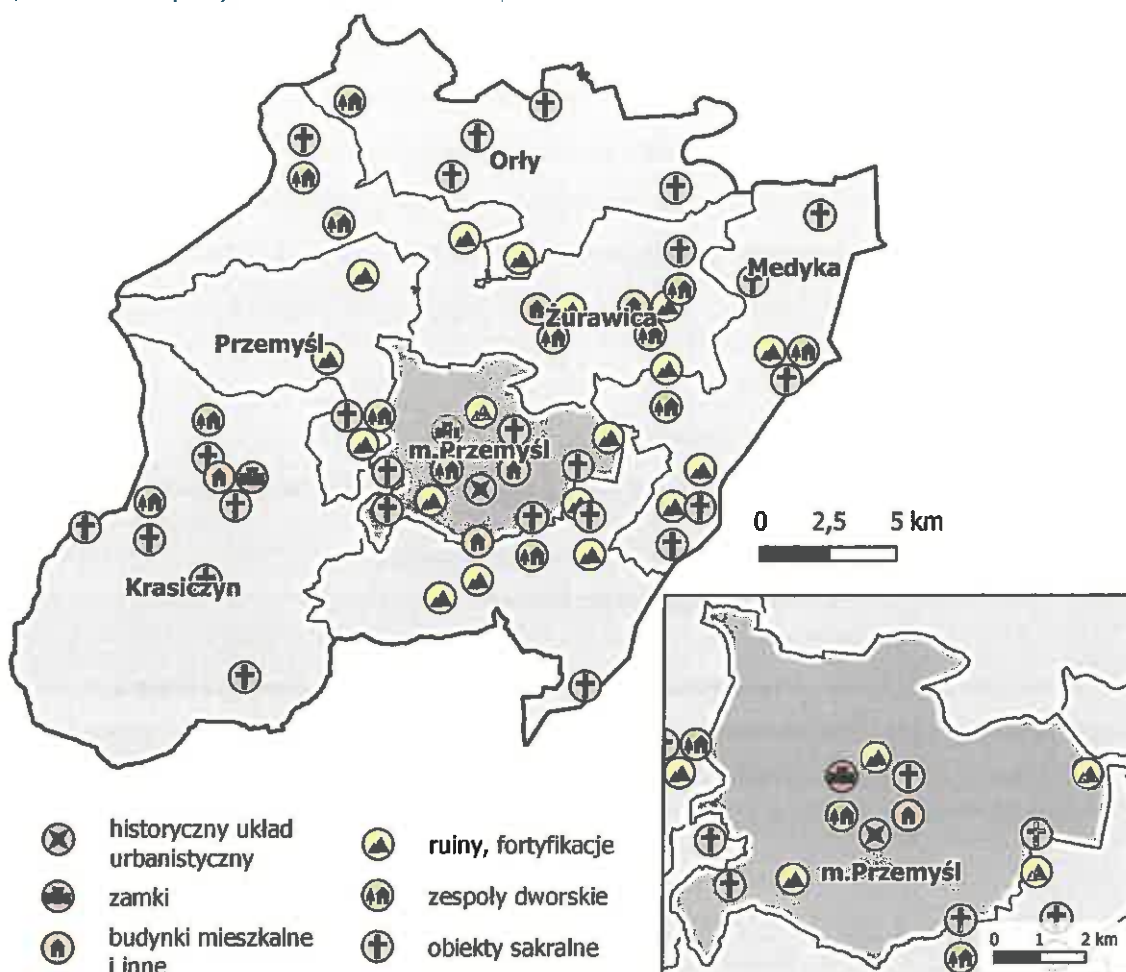 Orły
Medyka
Żurawica
Przemyśl
m.Przemyśl
0 2,5 5 km
Krasiczyn
historyczny układ
urbanistyczny
zamki
budynki mieszkalne
i inne
ruiny, fortyfikacje
zespoły dworskie
obiekty sakralne
m.Przemyśl
0 1 2 km